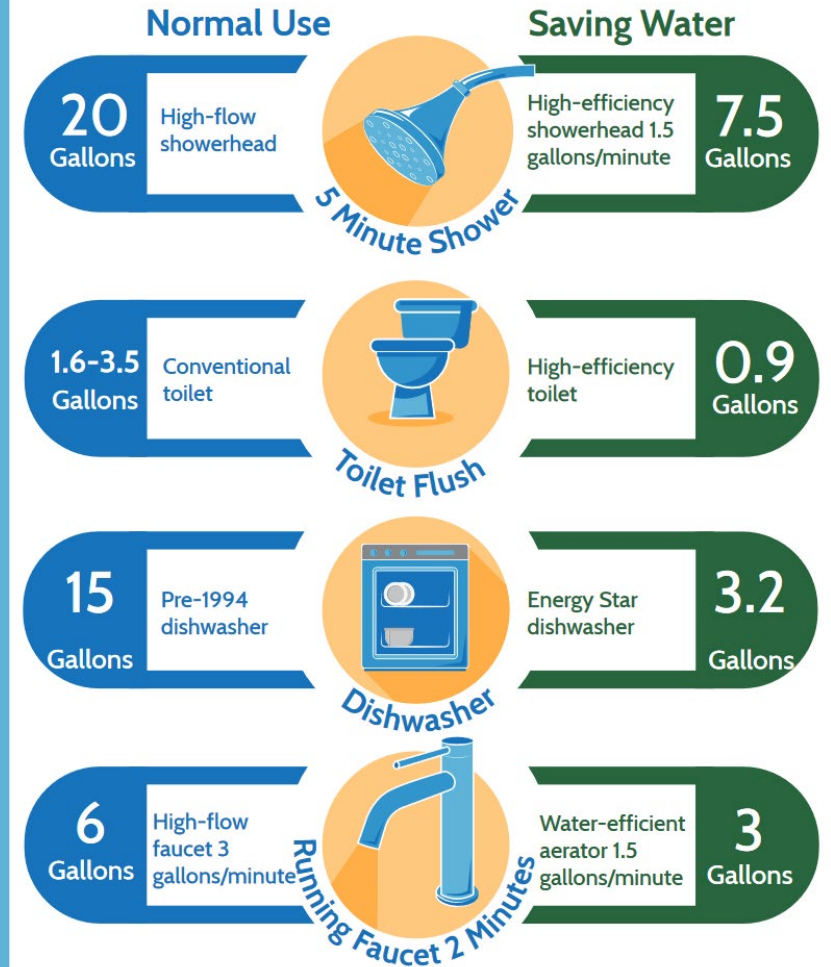 Normal Use
Saving Water
20
Gallons
High-flow
showerhead
5 Minute Shower
High-efficiency
showerhead 1.5
gallons/minute
7.5
Gallons
1.6-3.5
Gallons
Conventional
toilet
Toilet Flush
High-efficiency
toilet
0.9
Gallons
15
Gallons
Pre-1994
dishwasher
Dishwasher
Energy Star
dishwasher
3.2
Gallons
6
Gallons
High-flow
faucet 3
gallons/minute
Running Faucet 2 Minutes
Water-efficient
aerator 1.5
gallons/minute
3
Gallons